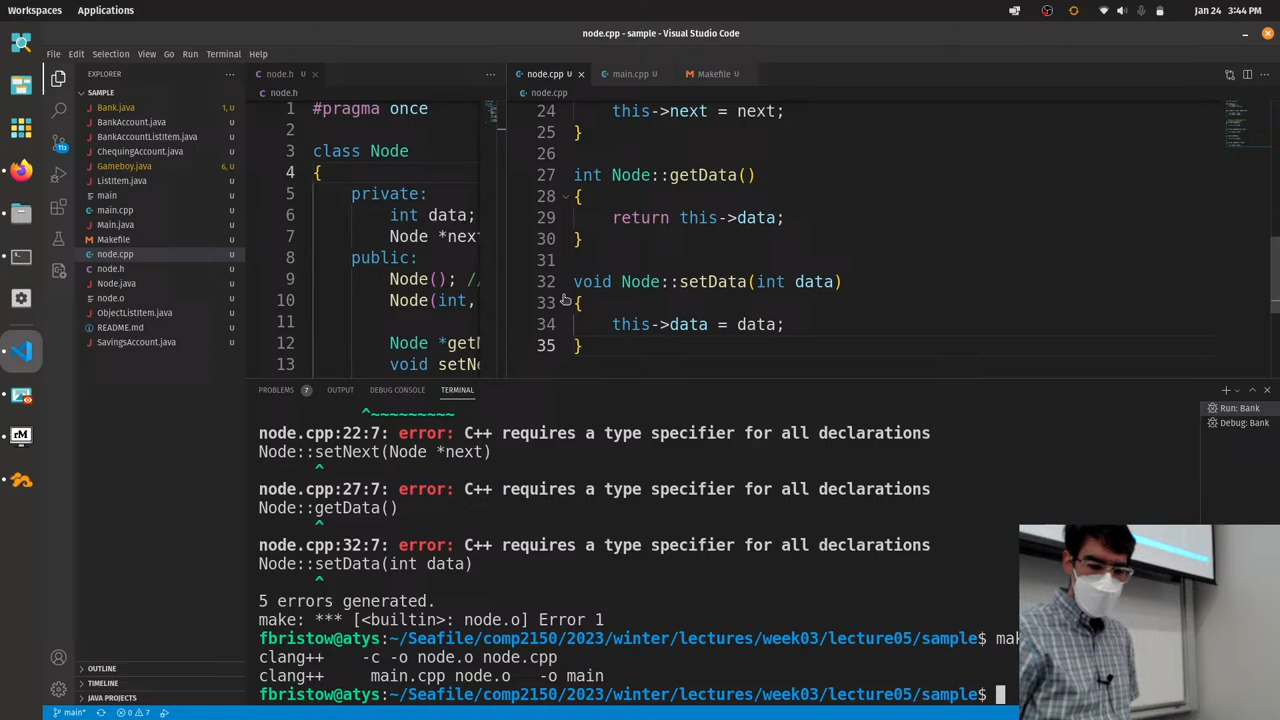 Workspaces Applications Jan 24 3:44 PM
node.cpp - sample - Visual Studio Code
File Edit Selection View Go Run Terminal Help
EXPLORER
SAMPLE
Bank.java 1, U
BankAccount.java U
BankAccountListItem.java U
ChequingAccount.java U
Gameboy.java 6, U
ListItem.java U
main U
main.cpp U
Main.java U
Makefile U
node.cpp U
node.h U
Node.java U
node.o U
ObjectListItem.java U
README.md U
SavingsAccount.java U
OUTLINE
TIMELINE
JAVA PROJECTS
113
node.h
node.h
1 #pragma once
2
3 class Node
4 {
5 private:
6 int data;
7 Node *next
8 public:
9 Node(); //
10 Node(int,
11
12 Node *getN
13 void setNe
node.cpp U main.cpp U Makefile U
node.cpp
24 this->next = next;
25 }
26
27 int Node::getData()
28 {
29 return this->data;
30 }
31
32 void Node::setData(int data)
33 {
34 this->data = data;
35 }
PROBLEMS 7 OUTPUT DEBUG CONSOLE TERMINAL
^~~~~~~~~~
node.cpp:22:7: error: C++ requires a type specifier for all declarations
Node::setNext(Node *next)
^
node.cpp:27:7: error: C++ requires a type specifier for all declarations
Node::getData()
^
node.cpp:32:7: error: C++ requires a type specifier for all declarations
Node::setData(int data)
^
5 errors generated.
make: *** [<builtin>: node.o] Error 1
fbristow@atys:~/Seafile/comp2150/2023/winter/lectures/week03/lecture05/sample$ mak
clang++ -c -o node.o node.cpp
clang++ main.cpp node.o -o main
fbristow@atys:~/Seafile/comp2150/2023/winter/lectures/week03/lecture05/sample$
Run: Bank
Debug: Bank
main* 0 7